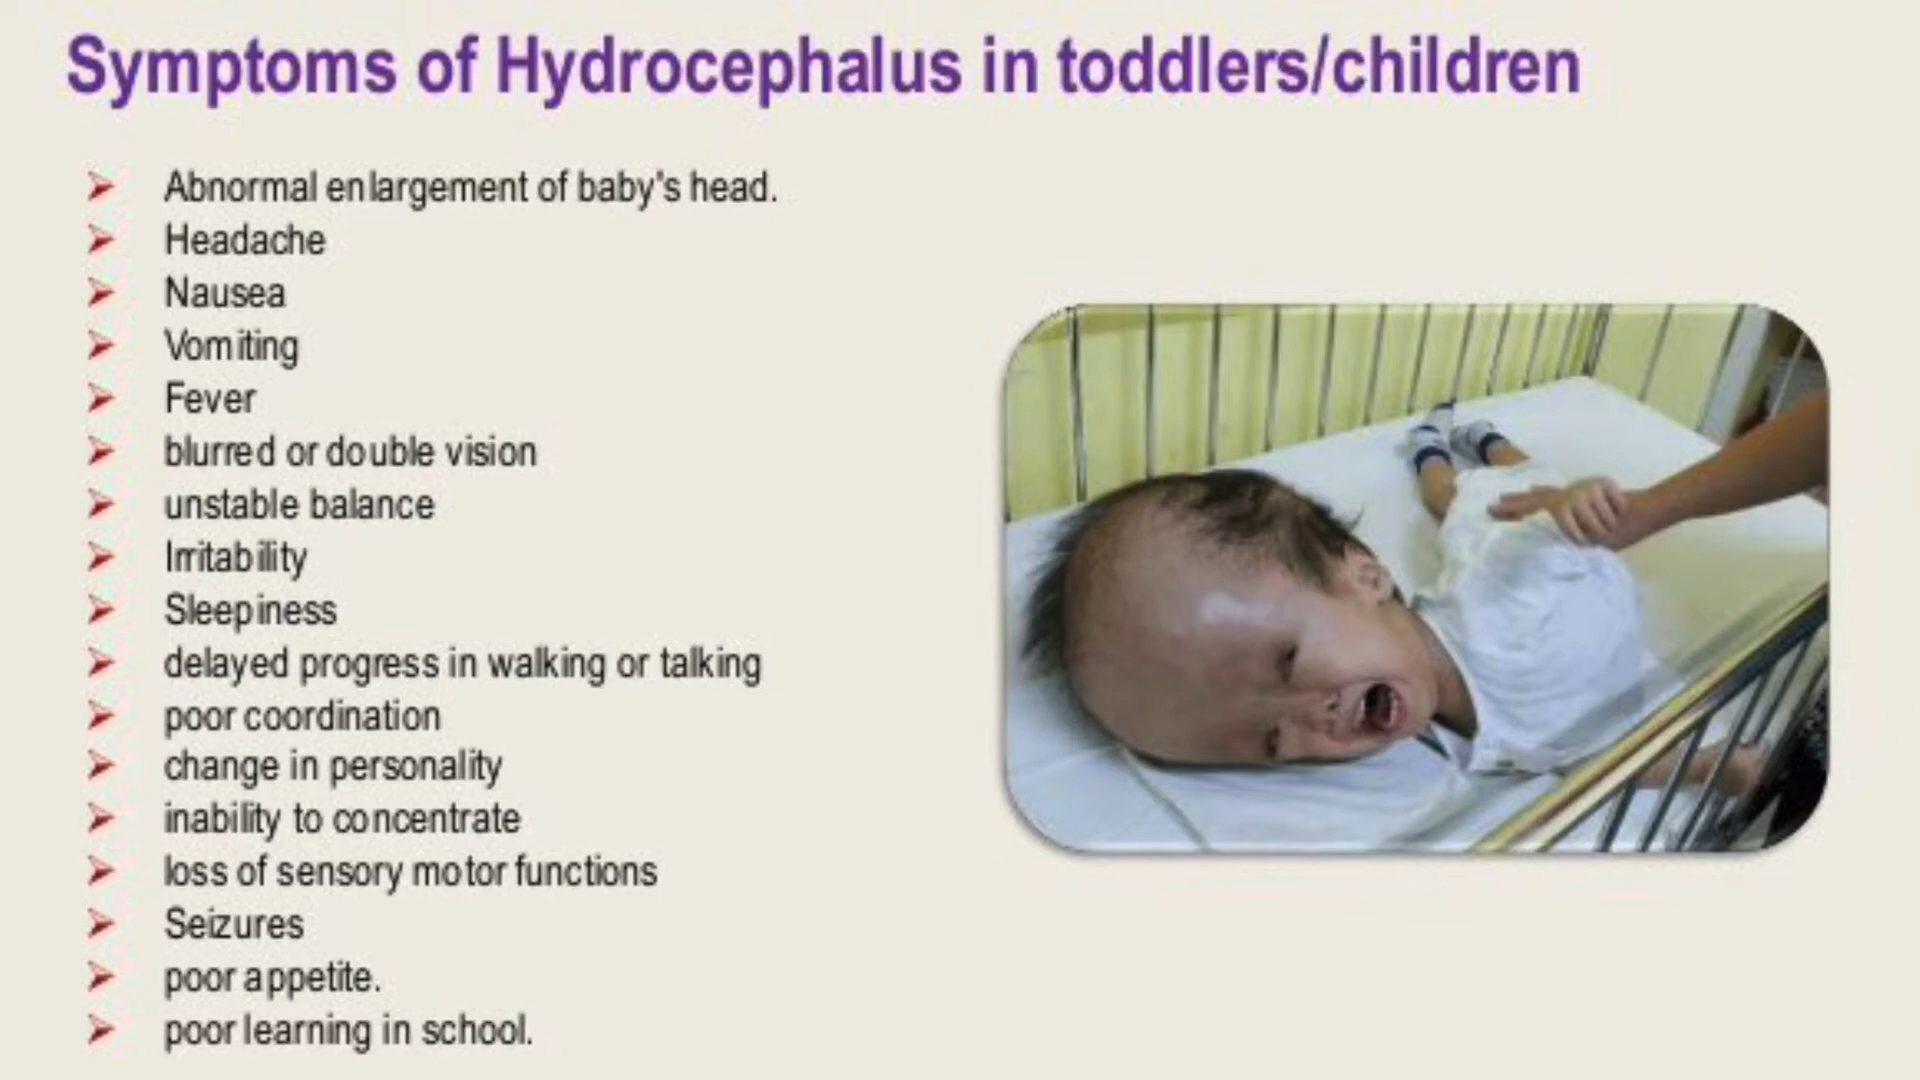 Symptoms of Hydrocephalus in toddlers/children
Abnormal enlargement of baby's head.
Headache
Nausea
Vomiting
Fever
blurred or double vision
unstable balance
Irritability
Sleepiness
delayed progress in walking or talking
poor coordination
change in personality
inability to concentrate
loss of sensory motor functions
Seizures
poor appetite.
poor learning in school.